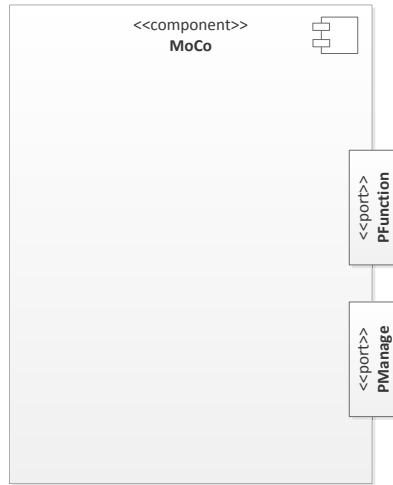 <<component>>
MoCo
<<port>>
PFunction
<<port>>
PManage